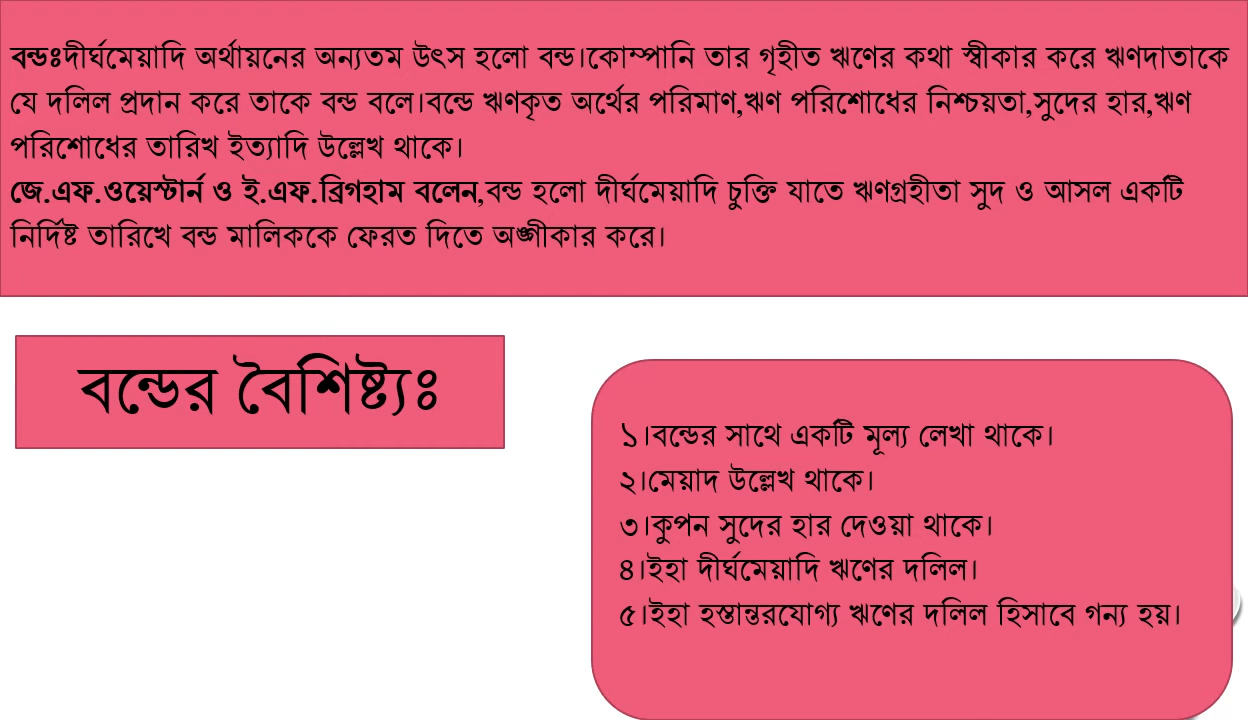 বন্ডঃদীর্ঘমেয়াদি অর্থায়নের অন্যতম উৎস হলো বন্ড।কোম্পানি তার গৃহীত ঋণের কথা স্বীকার করে ঋণদাতাকে
যে দলিল প্রদান করে তাকে বন্ড বলে।বন্ডে ঋণকৃত অর্থের পরিমাণ,ঋণ পরিশোধের নিশ্চয়তা,সুদের হার,ঋণ
পরিশোধের তারিখ ইত্যাদি উল্লেখ থাকে।
জে.এফ.ওয়েস্টার্ন ও ই.এফ.ব্রিগহাম বলেন,বন্ড হলো দীর্ঘমেয়াদি চুক্তি যাতে ঋণগ্রহীতা সুদ ও আসল একটি
নির্দিষ্ট তারিখে বন্ড মালিককে ফেরত দিতে অঙ্গীকার করে।
বন্ডের বৈশিষ্ট্যঃ
১।বন্ডের সাথে একটি মূল্য লেখা থাকে।
২।মেয়াদ উল্লেখ থাকে।
৩।কুপন সুদের হার দেওয়া থাকে।
৪।ইহা দীর্ঘমেয়াদি ঋণের দলিল।
৫।ইহা হস্তান্তরযোগ্য ঋণের দলিল হিসাবে গন্য হয়।